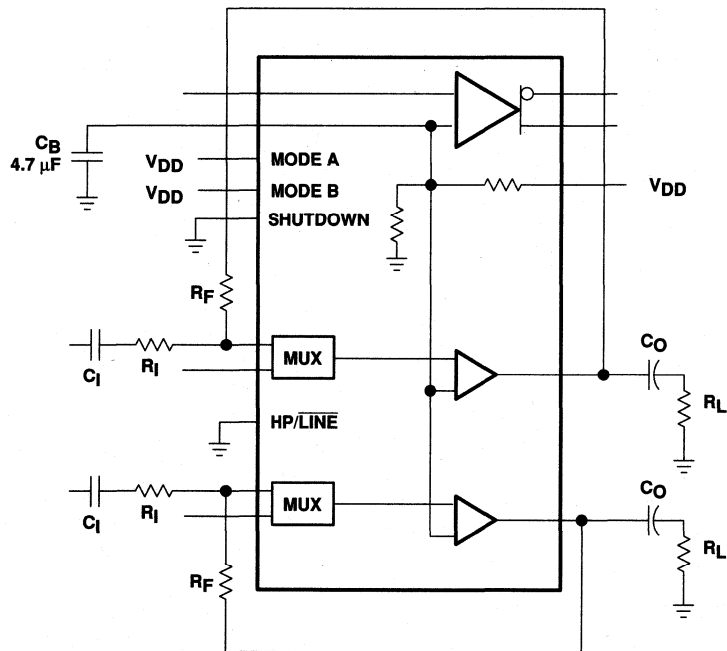 CB
4.7 µF
VDD
MODE A
VDD
MODE B
SHUTDOWN
VDD
RF
CI
RI
MUX
CO
RL
HP/LINE
CI
RI
MUX
CO
RL
RF